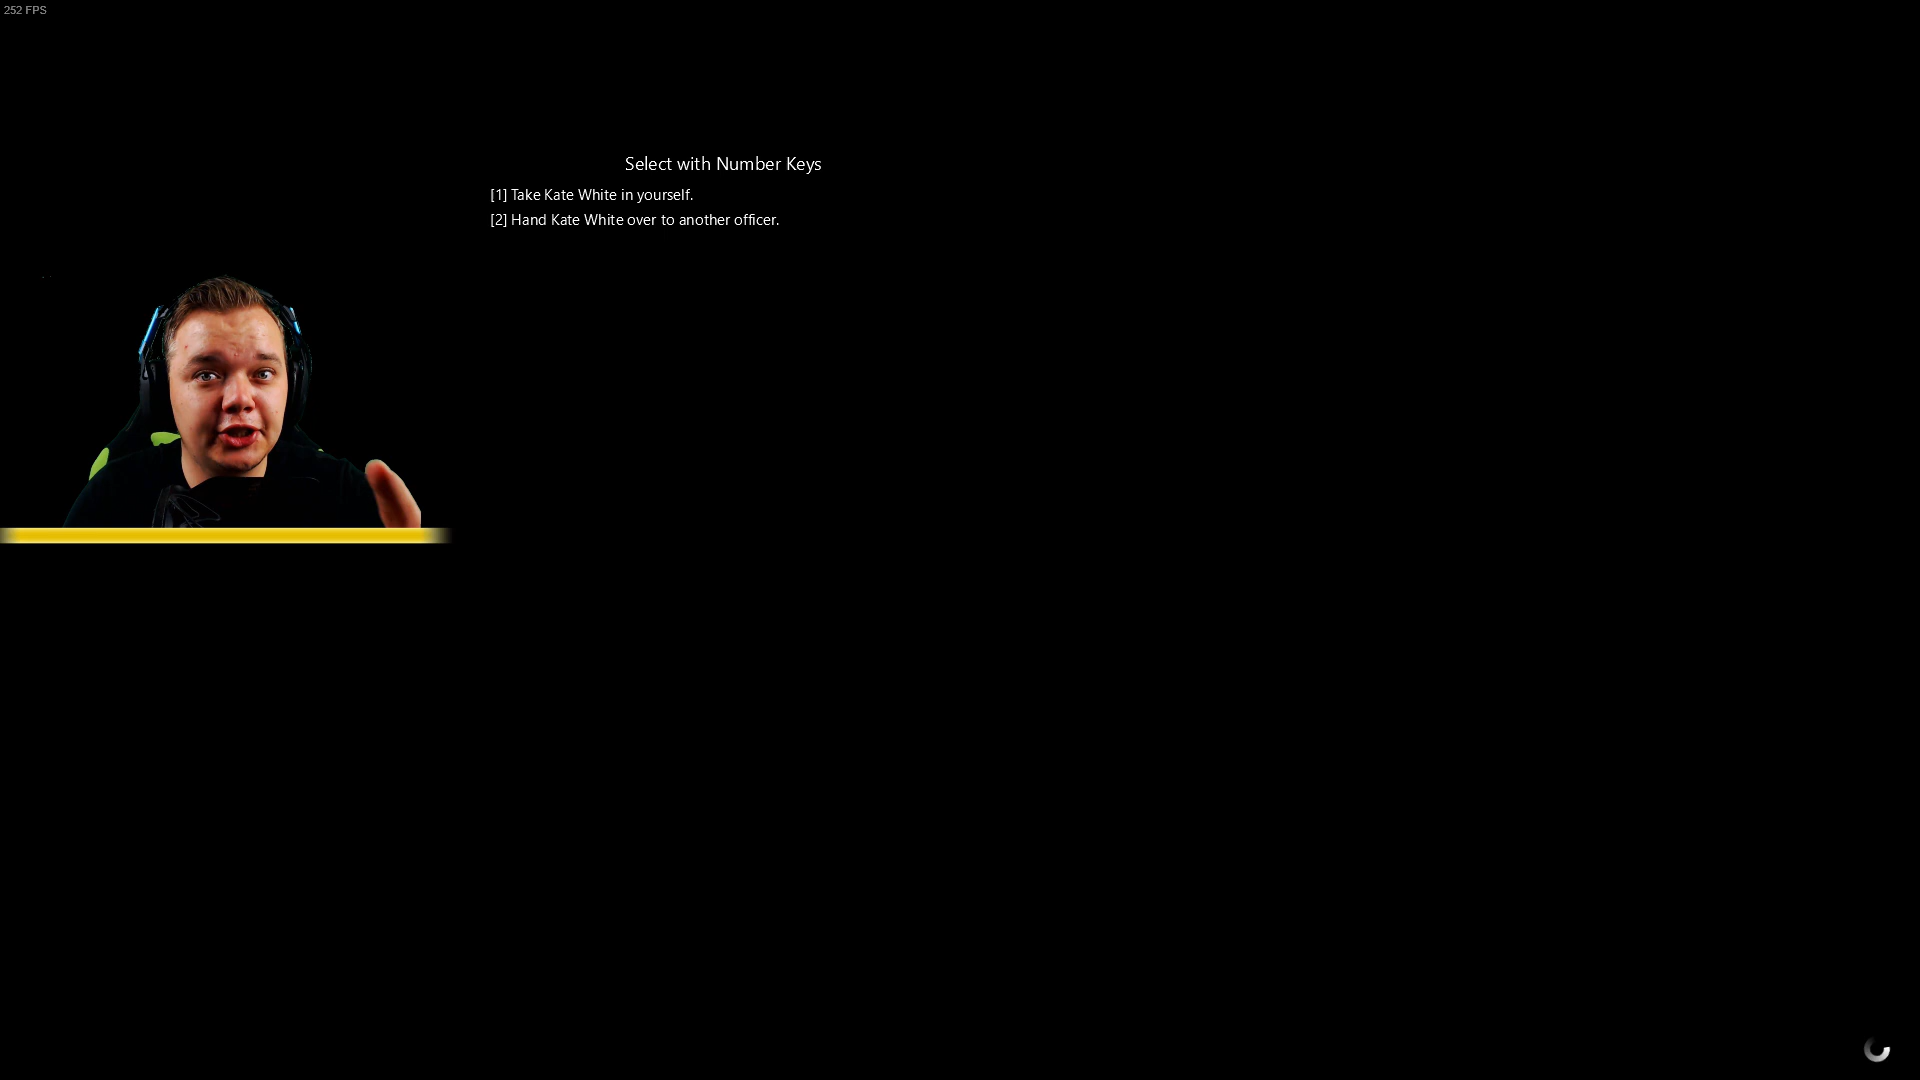 252 FPS
Select with Number Keys
[1] Take Kate White in yourself.
[2] Hand Kate White over to another officer.